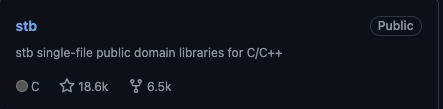 stb Public
stb single-file public domain libraries for C/C++
C 18.6k 6.5k